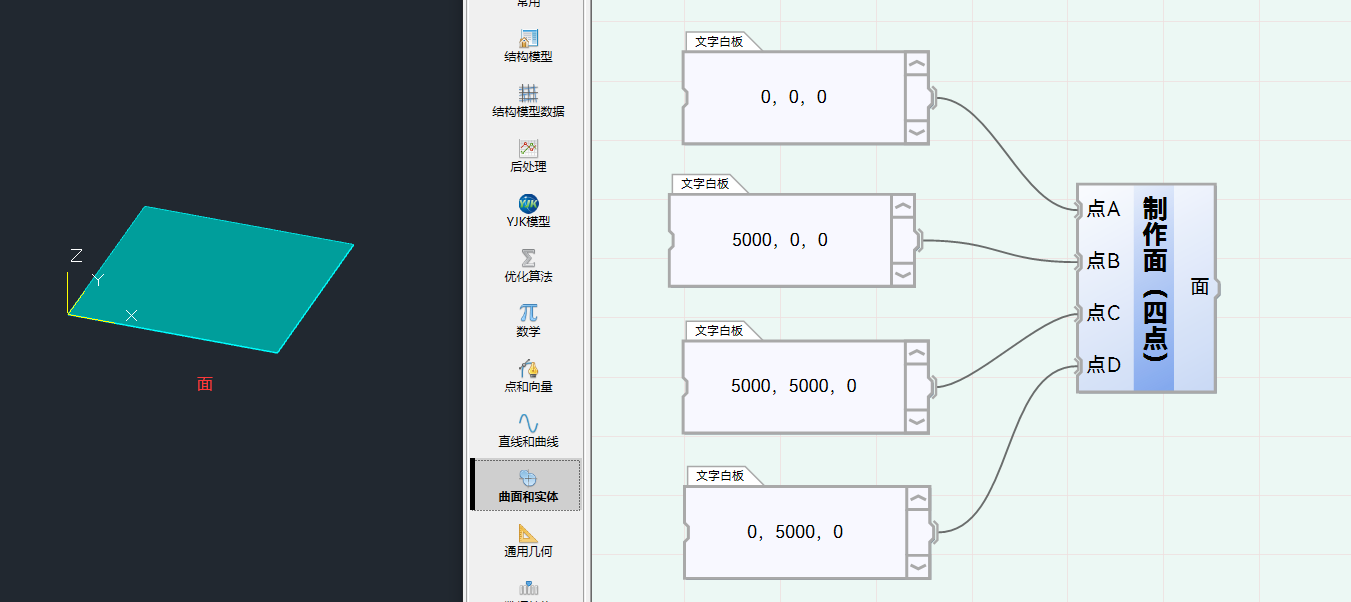 Z
Y
X
面
常用
结构模型
结构模型数据
后处理
YJK
YJK模型
Σ
优化算法
π
数学
点和向量
直线和曲线
曲面和实体
通用几何
文字白板
0，0，0
文字白板
5000，0，0
文字白板
5000，5000，0
文字白板
0，5000，0
点A
点B
点C
点D
制作面（四点）
面